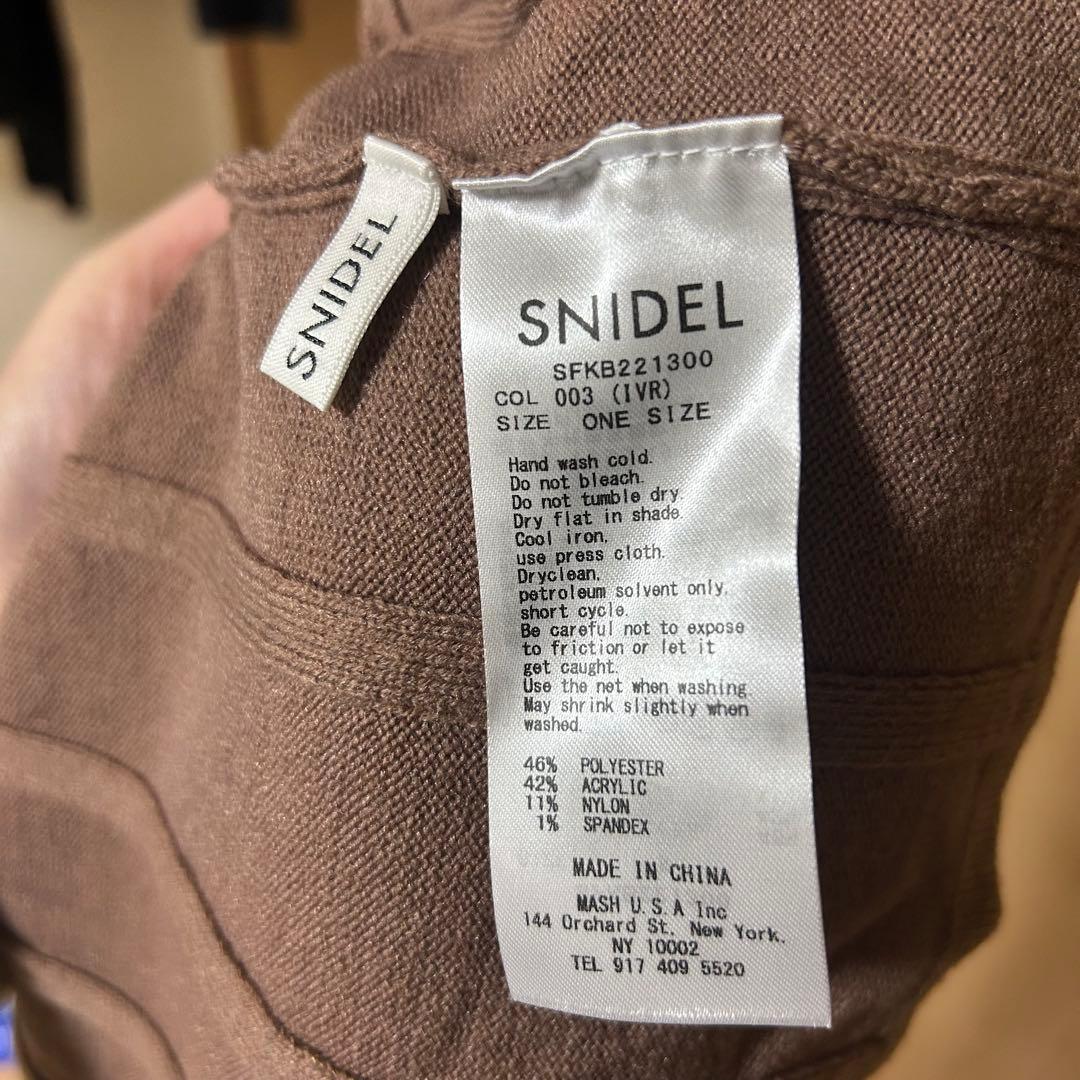 SNIDEL
SNIDEL
SFKB221300
COL 003 (IVR)
SIZE ONE SIZE
Hand wash cold.
Do not bleach.
Do not tumble dry.
Dry flat in shade.
Cool iron.
use press cloth.
Dryclean.
petroleum solvent only.
short cycle.
Be careful not to expose
to friction or let it
get caught.
Use the net when washing
May shrink slightly when
washed.
46% POLYESTER
42% ACRYLIC
11% NYLON
1% SPANDEX
MADE IN CHINA
MASH U.S.A Inc
144 Orchard St. New York.
NY 10002
TEL 917 409 5520